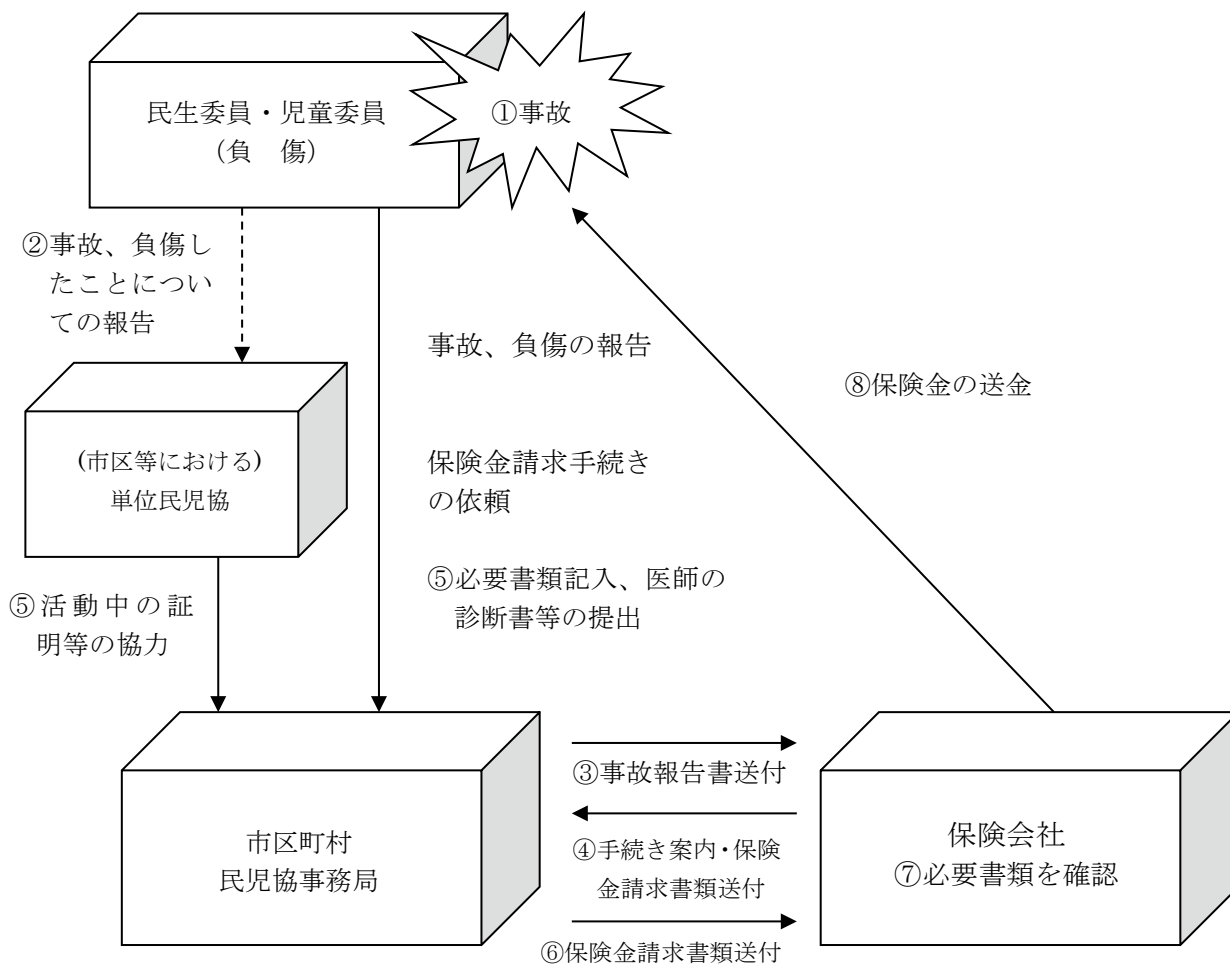 民生委員・児童委員
（負　傷）
①事故
②事故、負傷し
たことについ
ての報告
事故、負傷の報告
⑧保険金の送金
(市区等における)
単位民児協
保険金請求手続き
の依頼
⑤必要書類記入、医師の
診断書等の提出
⑤活動中の証
明等の協力
③事故報告書送付
市区町村
民児協事務局
④手続き案内・保険
金請求書類送付
保険会社
⑦必要書類を確認
⑥保険金請求書類送付